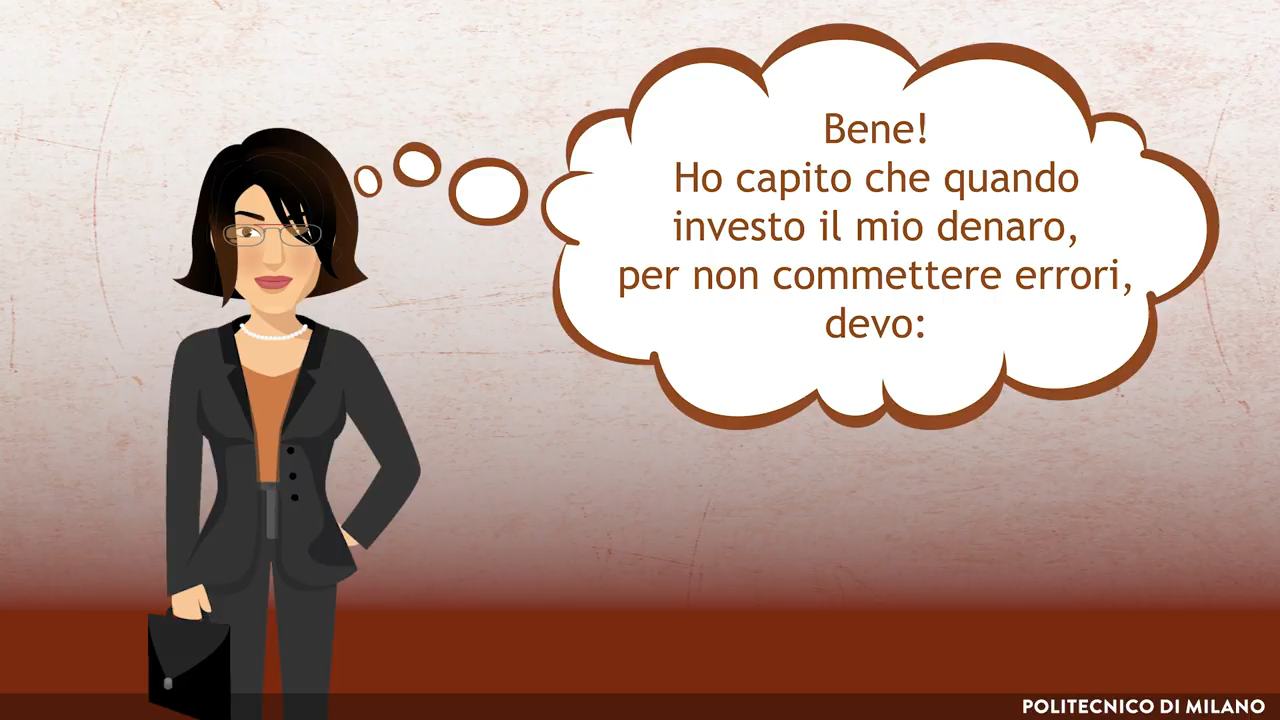 Bene!
Ho capito che quando
investo il mio denaro,
per non commettere errori,
devo:
POLITECNICO DI MILANO